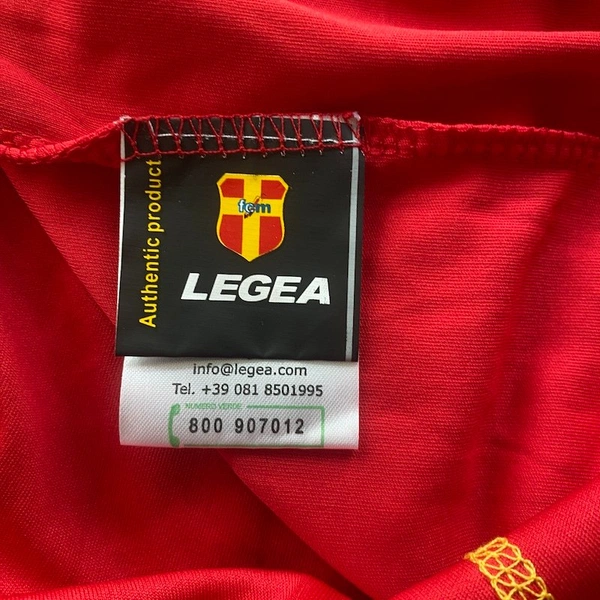 Authentic product
fcm
LEGEA
info@legea.com
Tel. +39 081 8501995
NUMERO VERDE
800 907012